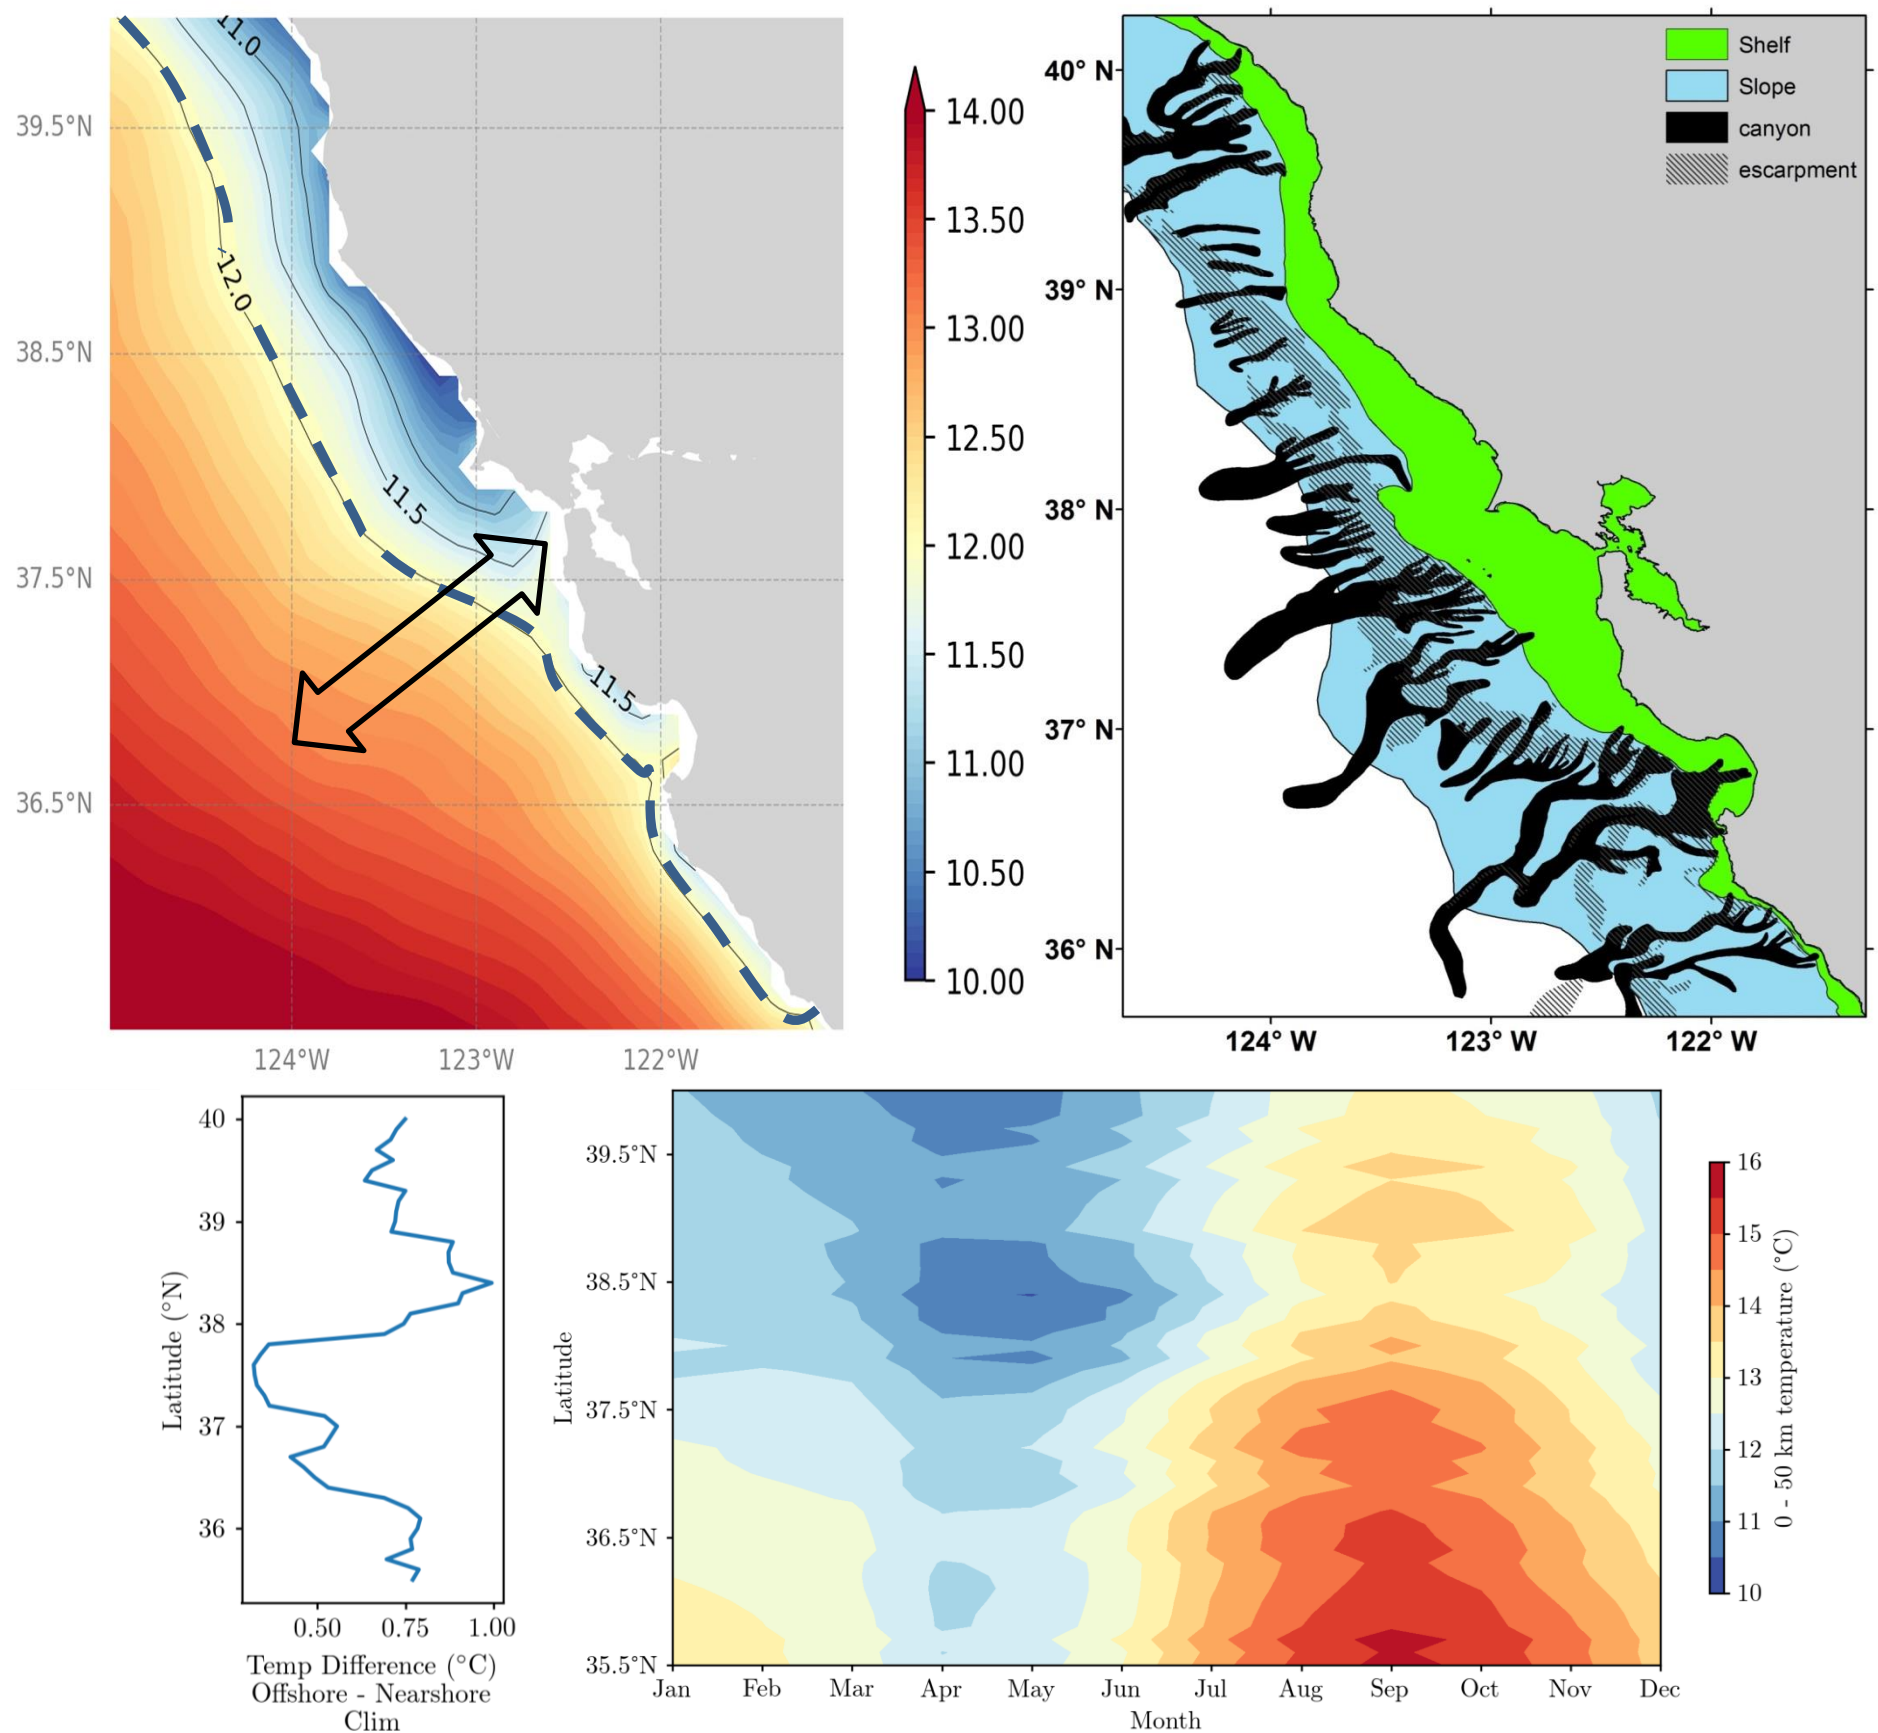 11.0
12.0
11.5
11.5
39.5°N
38.5°N
37.5°N
36.5°N
124°W
123°W
122°W
14.00
13.50
13.00
12.50
12.00
11.50
11.00
10.50
10.00
Shelf
Slope
canyon
escarpment
40° N
39° N
38° N
37° N
36° N
124° W
123° W
122° W
40
39
38
37
36
Latitude (°N)
0.50 0.75 1.00
Temp Difference (°C)
Offshore - Nearshore
Clim
39.5°N
38.5°N
37.5°N
36.5°N
35.5°N
Latitude
Jan Feb Mar Apr May Jun Jul Aug Sep Oct Nov Dec
Month
16
15
14
13
12
11
10
0 - 50 km temperature (°C)